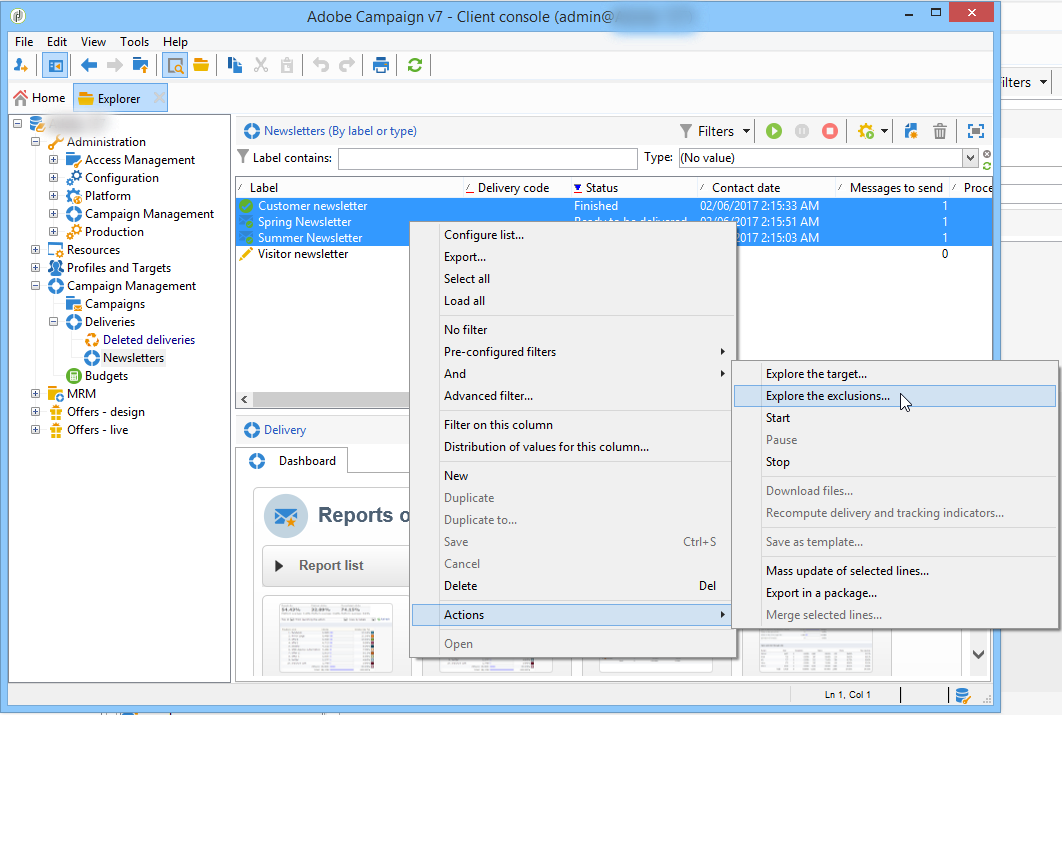 Adobe Campaign v7 - Client console (admin@
File Edit View Tools Help
Home Explorer
ilters
Administration
Access Management
Configuration
Platform
Campaign Management
Production
Resources
Profiles and Targets
Campaign Management
Campaigns
Deliveries
Deleted deliveries
Newsletters
Budgets
MRM
Offers - design
Offers - live
Newsletters (By label or type) Filters
Label contains: Type: (No value)
Label Delivery code Status Contact date Messages to send Proce
Customer newsletter Finished 02/06/2017 2:15:33 AM 1
Spring Newsletter Ready to be delivered 02/06/2017 2:15:51 AM 1
Summer Newsletter 2017 2:15:03 AM 1
Visitor newsletter 0
Configure list...
Export...
Select all
Load all
No filter
Pre-configured filters
And
Advanced filter...
Filter on this column
Distribution of values for this column...
New
Duplicate
Duplicate to...
Save Ctrl+S
Cancel
Delete Del
Actions
Open
Explore the target...
Explore the exclusions...
Start
Pause
Stop
Download files...
Recompute delivery and tracking indicators...
Save as template...
Mass update of selected lines...
Export in a package...
Merge selected lines...
Delivery
Dashboard
Reports o
Report list
Ln 1, Col 1